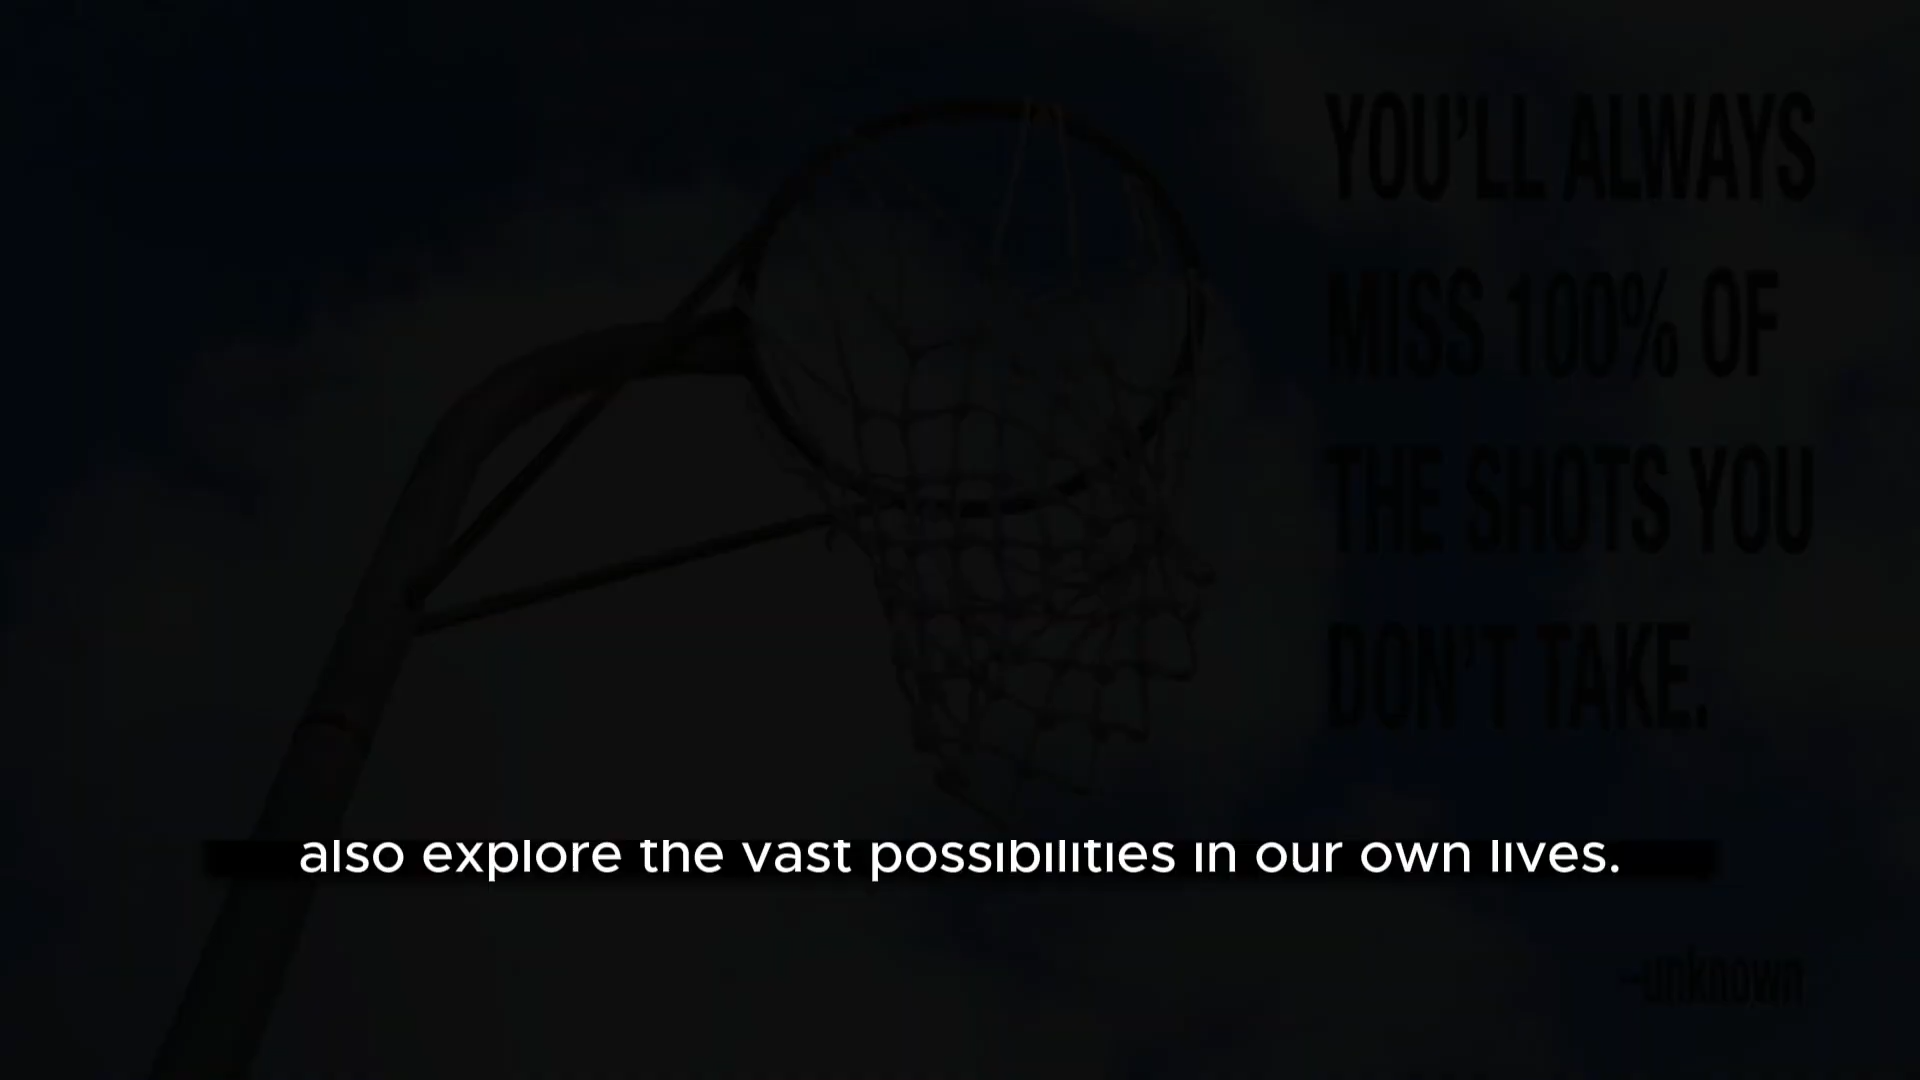 YOU'LL ALWAYS
MISS 100% OF
THE SHOTS YOU
DON'T TAKE.
also explore the vast possibilities in our own lives.
-unknown